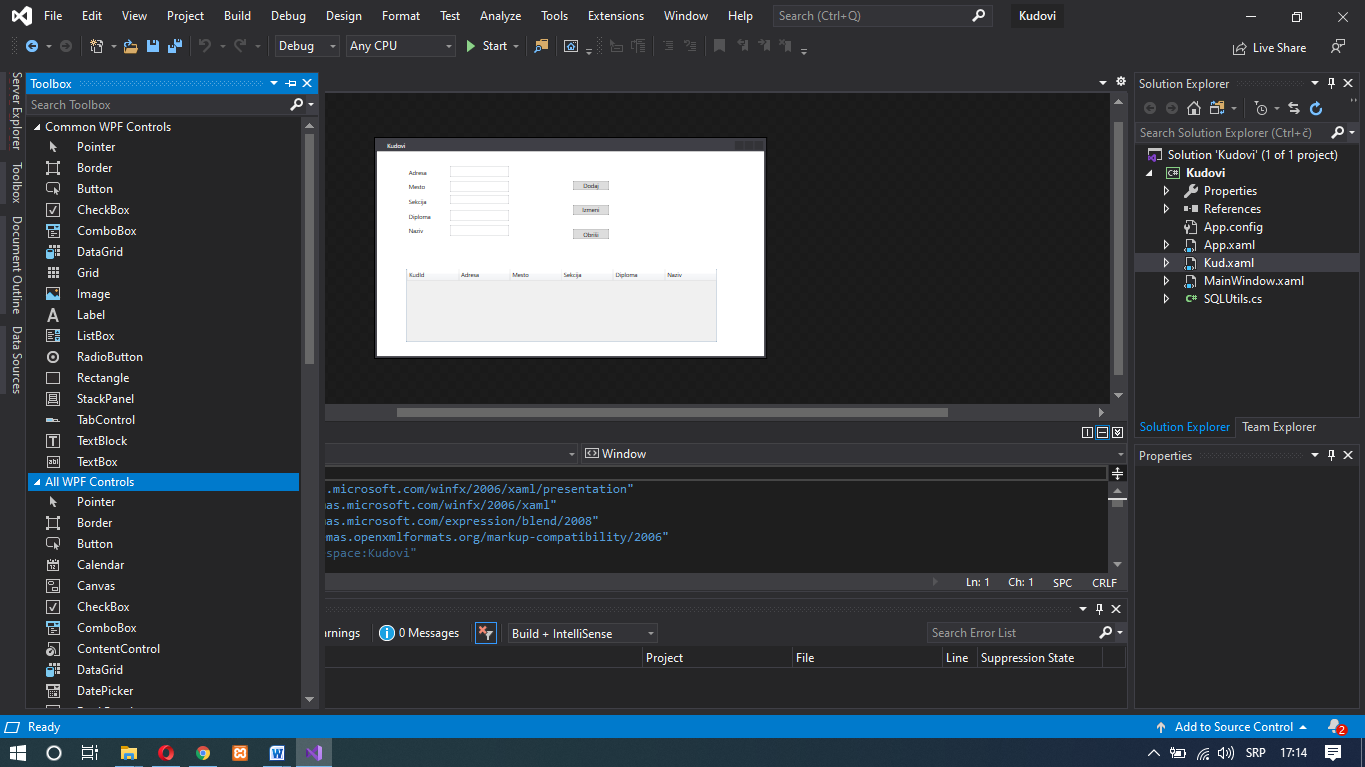 File Edit View Project Build Debug Design Format Test Analyze Tools Extensions Window Help Search (Ctrl+Q) Kudovi
Debug Any CPU Start Live Share
Server Explorer
Toolbox
Document Outline
Data Sources
Toolbox
Search Toolbox
Common WPF Controls
Pointer
Border
Button
CheckBox
ComboBox
DataGrid
Grid
Image
Label
ListBox
RadioButton
Rectangle
StackPanel
TabControl
TextBlock
TextBox
All WPF Controls
Pointer
Border
Button
Calendar
Canvas
CheckBox
ComboBox
ContentControl
DataGrid
DatePicker
Kudovi
Adresa
Mesto
Sekcija
Diploma
Naziv
Dodaj
Izmeni
Obriši
KudId Adresa Mesto Sekcija Diploma Naziv
Window
.microsoft.com/winfx/2006/xaml/presentation"
mas.microsoft.com/winfx/2006/xaml"
mas.microsoft.com/expression/blend/2008"
mas.openxmlformats.org/markup-compatibility/2006"
space:Kudovi"
Ln: 1 Ch: 1 SPC CRLF
rnings 0 Messages Build + IntelliSense Search Error List
Project File Line Suppression State
Solution Explorer
Search Solution Explorer (Ctrl+č)
Solution 'Kudovi' (1 of 1 project)
C# Kudovi
Properties
References
App.config
App.xaml
Kud.xaml
MainWindow.xaml
C# SQLUtils.cs
Solution Explorer Team Explorer
Properties
Ready Add to Source Control 2
SRP 17:14